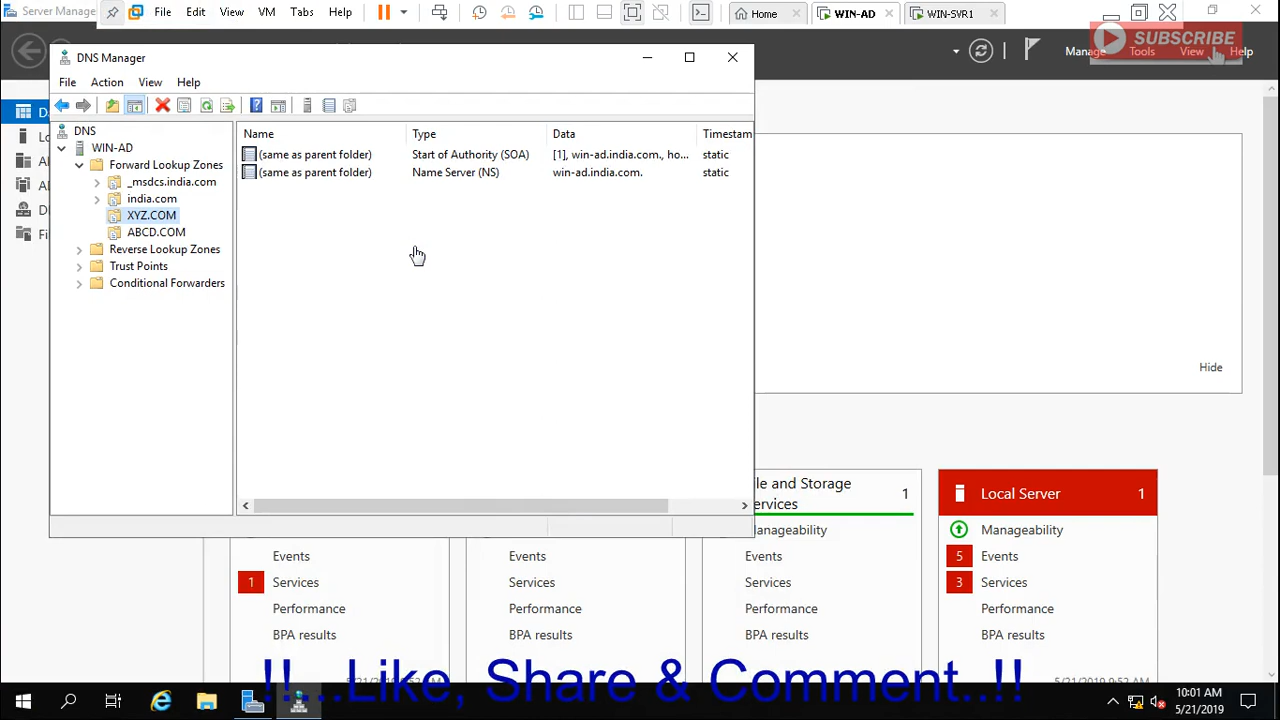 Server Manage File Edit View VM Tabs Help Home WIN-AD WIN-SVR1
SUBSCRIBE
Manage Tools View Help
DNS Manager
File Action View Help
DNS
WIN-AD
Forward Lookup Zones
_msdcs.india.com
india.com
XYZ.COM
ABCD.COM
Reverse Lookup Zones
Trust Points
Conditional Forwarders
Name Type Data Timestam
(same as parent folder) Start of Authority (SOA) [1], win-ad.india.com., ho... static
(same as parent folder) Name Server (NS) win-ad.india.com. static
Hide
le and Storage 1
ervices
Manageability
Events
Services
Performance
BPA results
Local Server 1
Manageability
5 Events
3 Services
Performance
BPA results
Events
1 Services
Performance
BPA results
Events
Services
Performance
BPA results
!!...Like, Share & Comment..!!
10:01 AM
5/21/2019